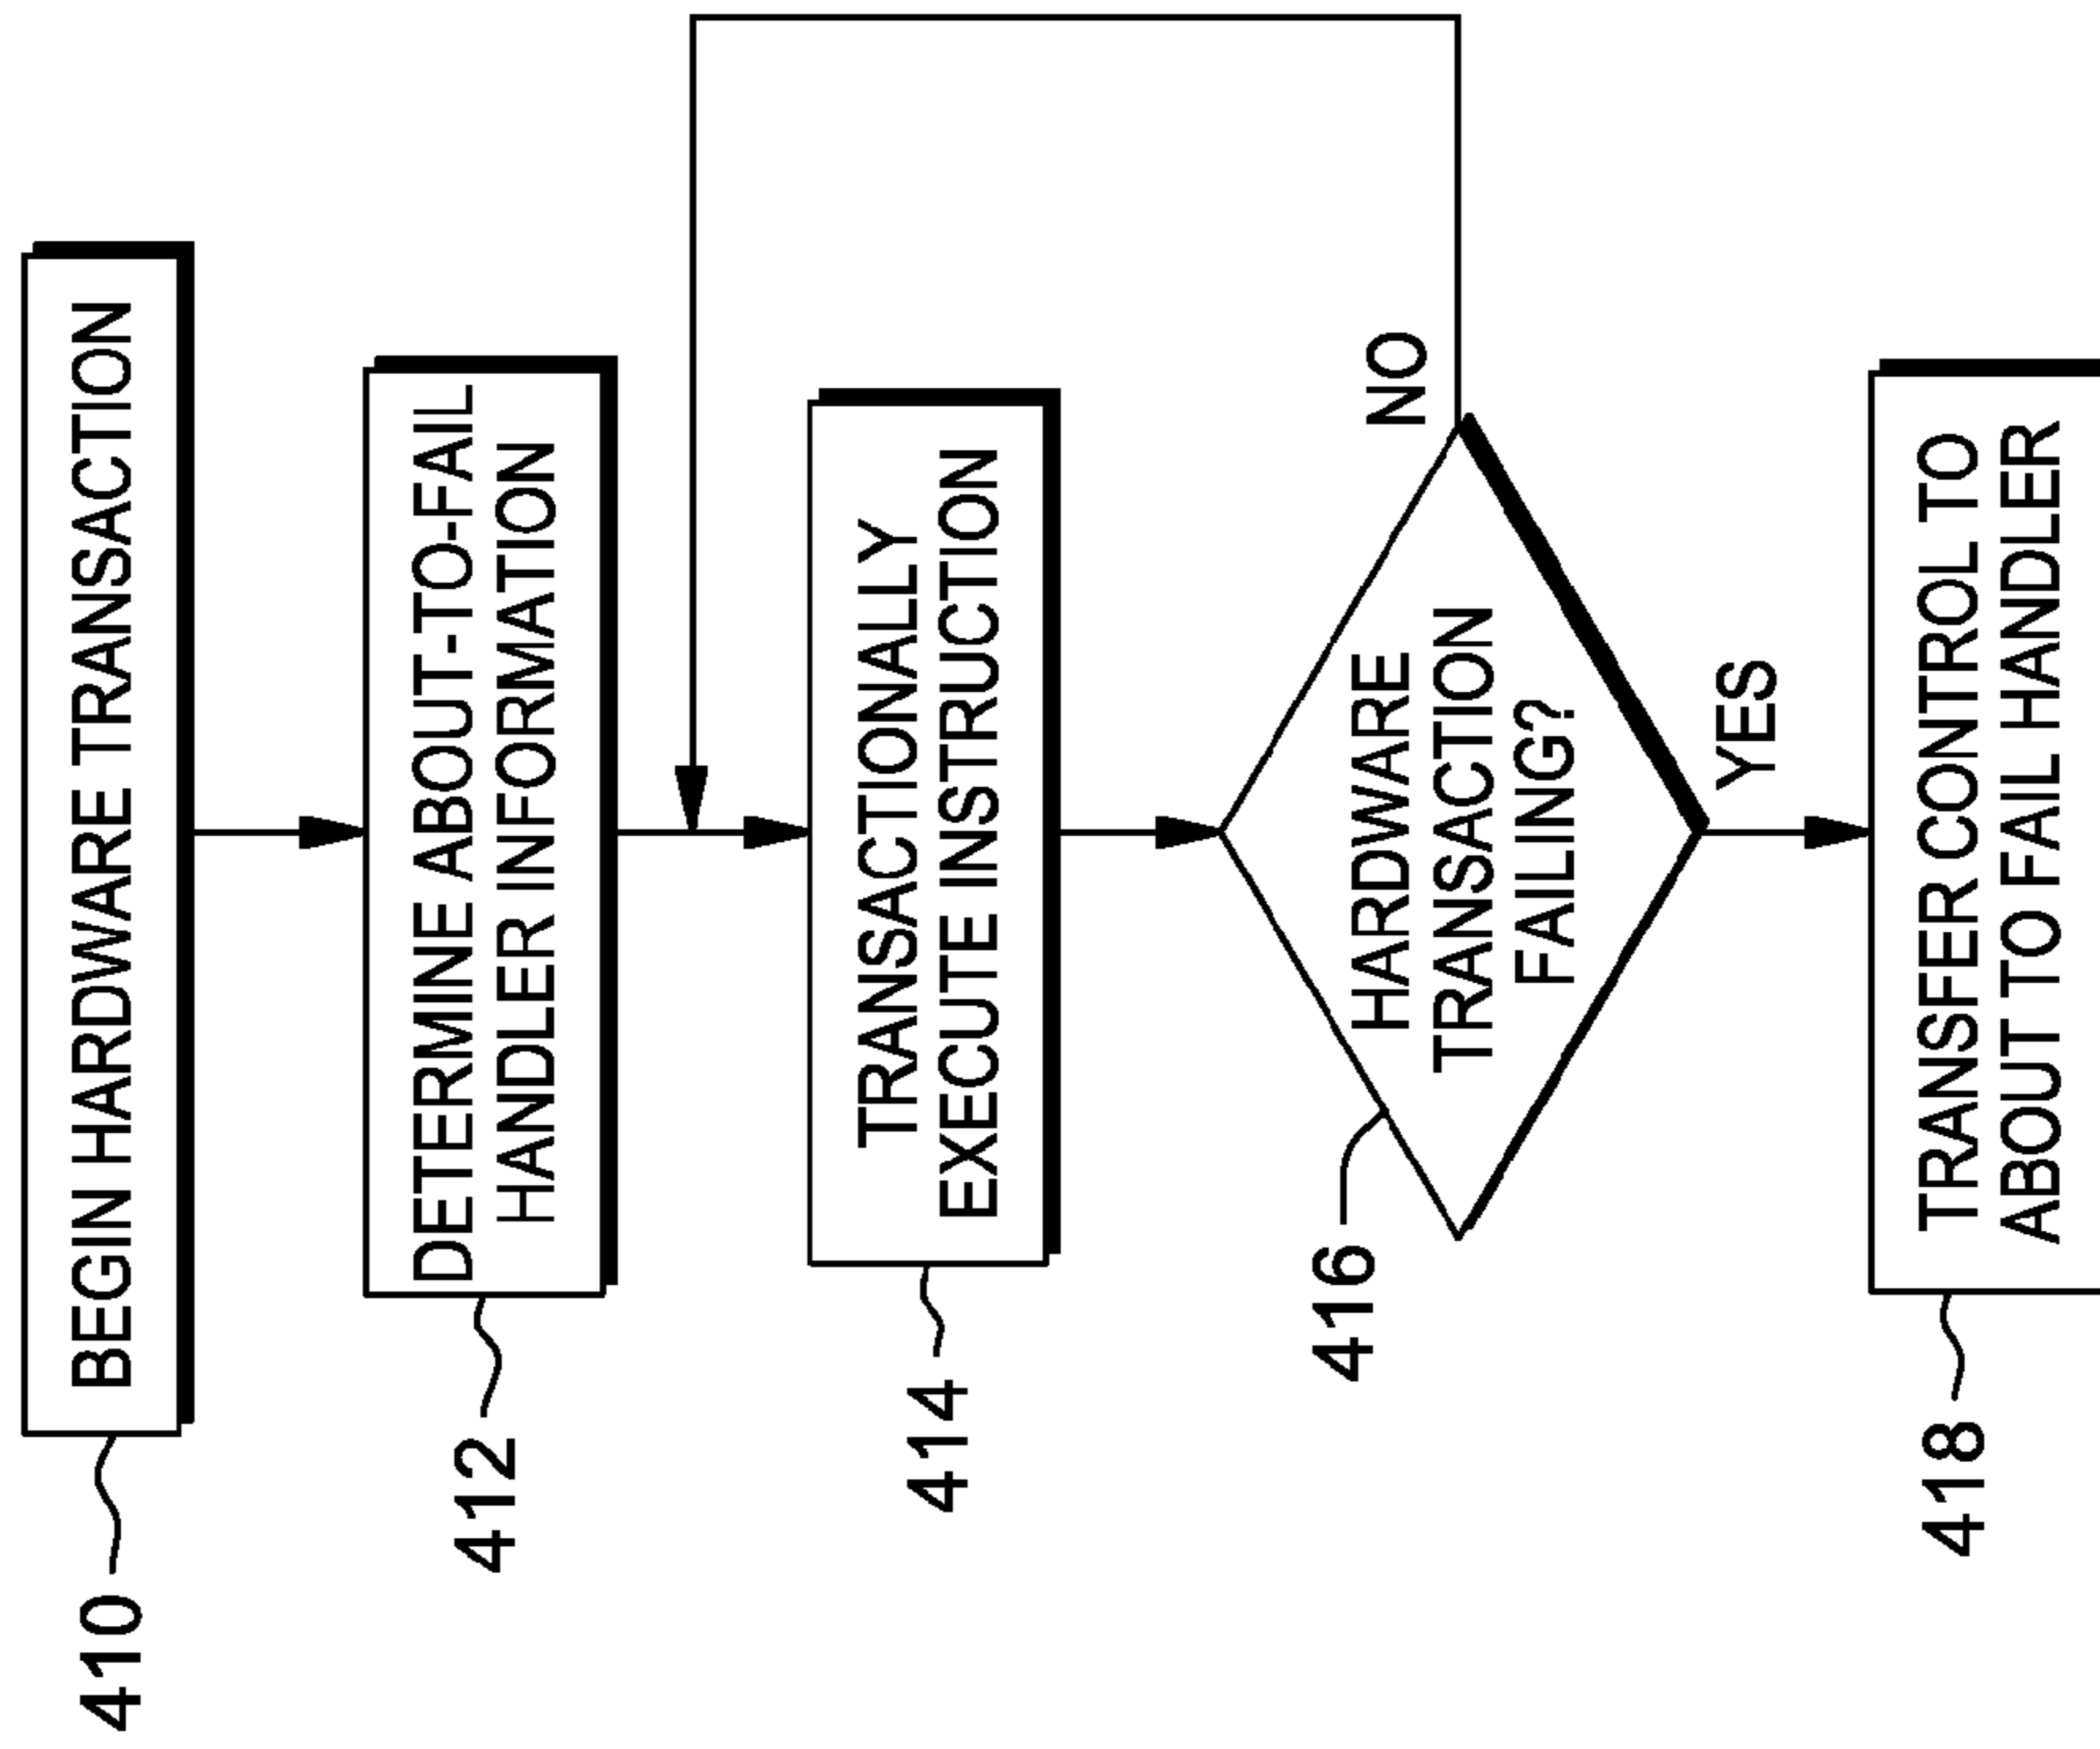 410
BEGIN HARDWARE TRANSACTION
412
DETERMINE ABOUT-TO-FAIL
HANDLER INFORMATION
414
TRANSACTIONALLY
EXECUTE INSTRUCTION
416
HARDWARE
TRANSACTION
FAILING?
NO
YES
418
TRANSFER CONTROL TO
ABOUT TO FAIL HANDLER